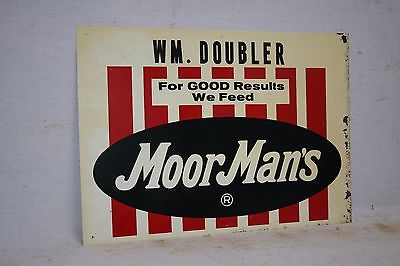 WM. DOUBLER
For GOOD Results
We Feed
MoorMan's
®